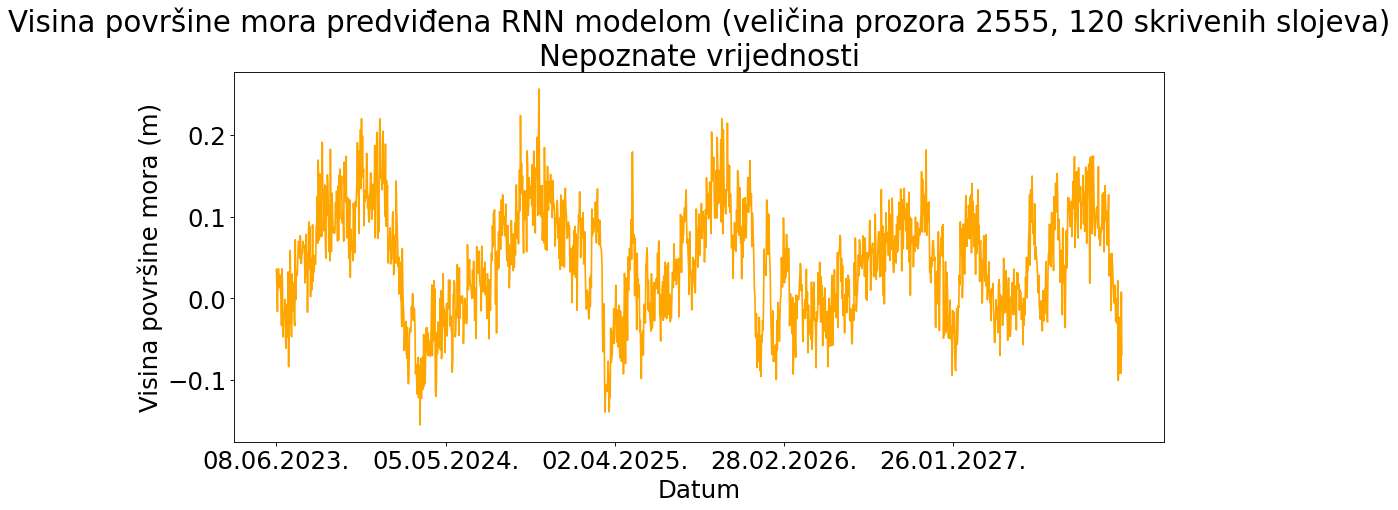 Visina površine mora predviđena RNN modelom (veličina prozora 2555, 120 skrivenih slojeva)
Nepoznate vrijednosti
Visina površine mora (m)
0.2
0.1
0.0
−0.1
08.06.2023. 05.05.2024. 02.04.2025. 28.02.2026. 26.01.2027.
Datum